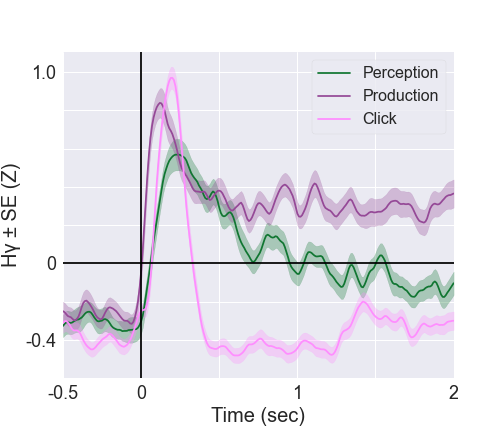 Perception
Production
Click
Hγ ± SE (Z)
1.0
0
-0.4
-0.5
0
1
2
Time (sec)